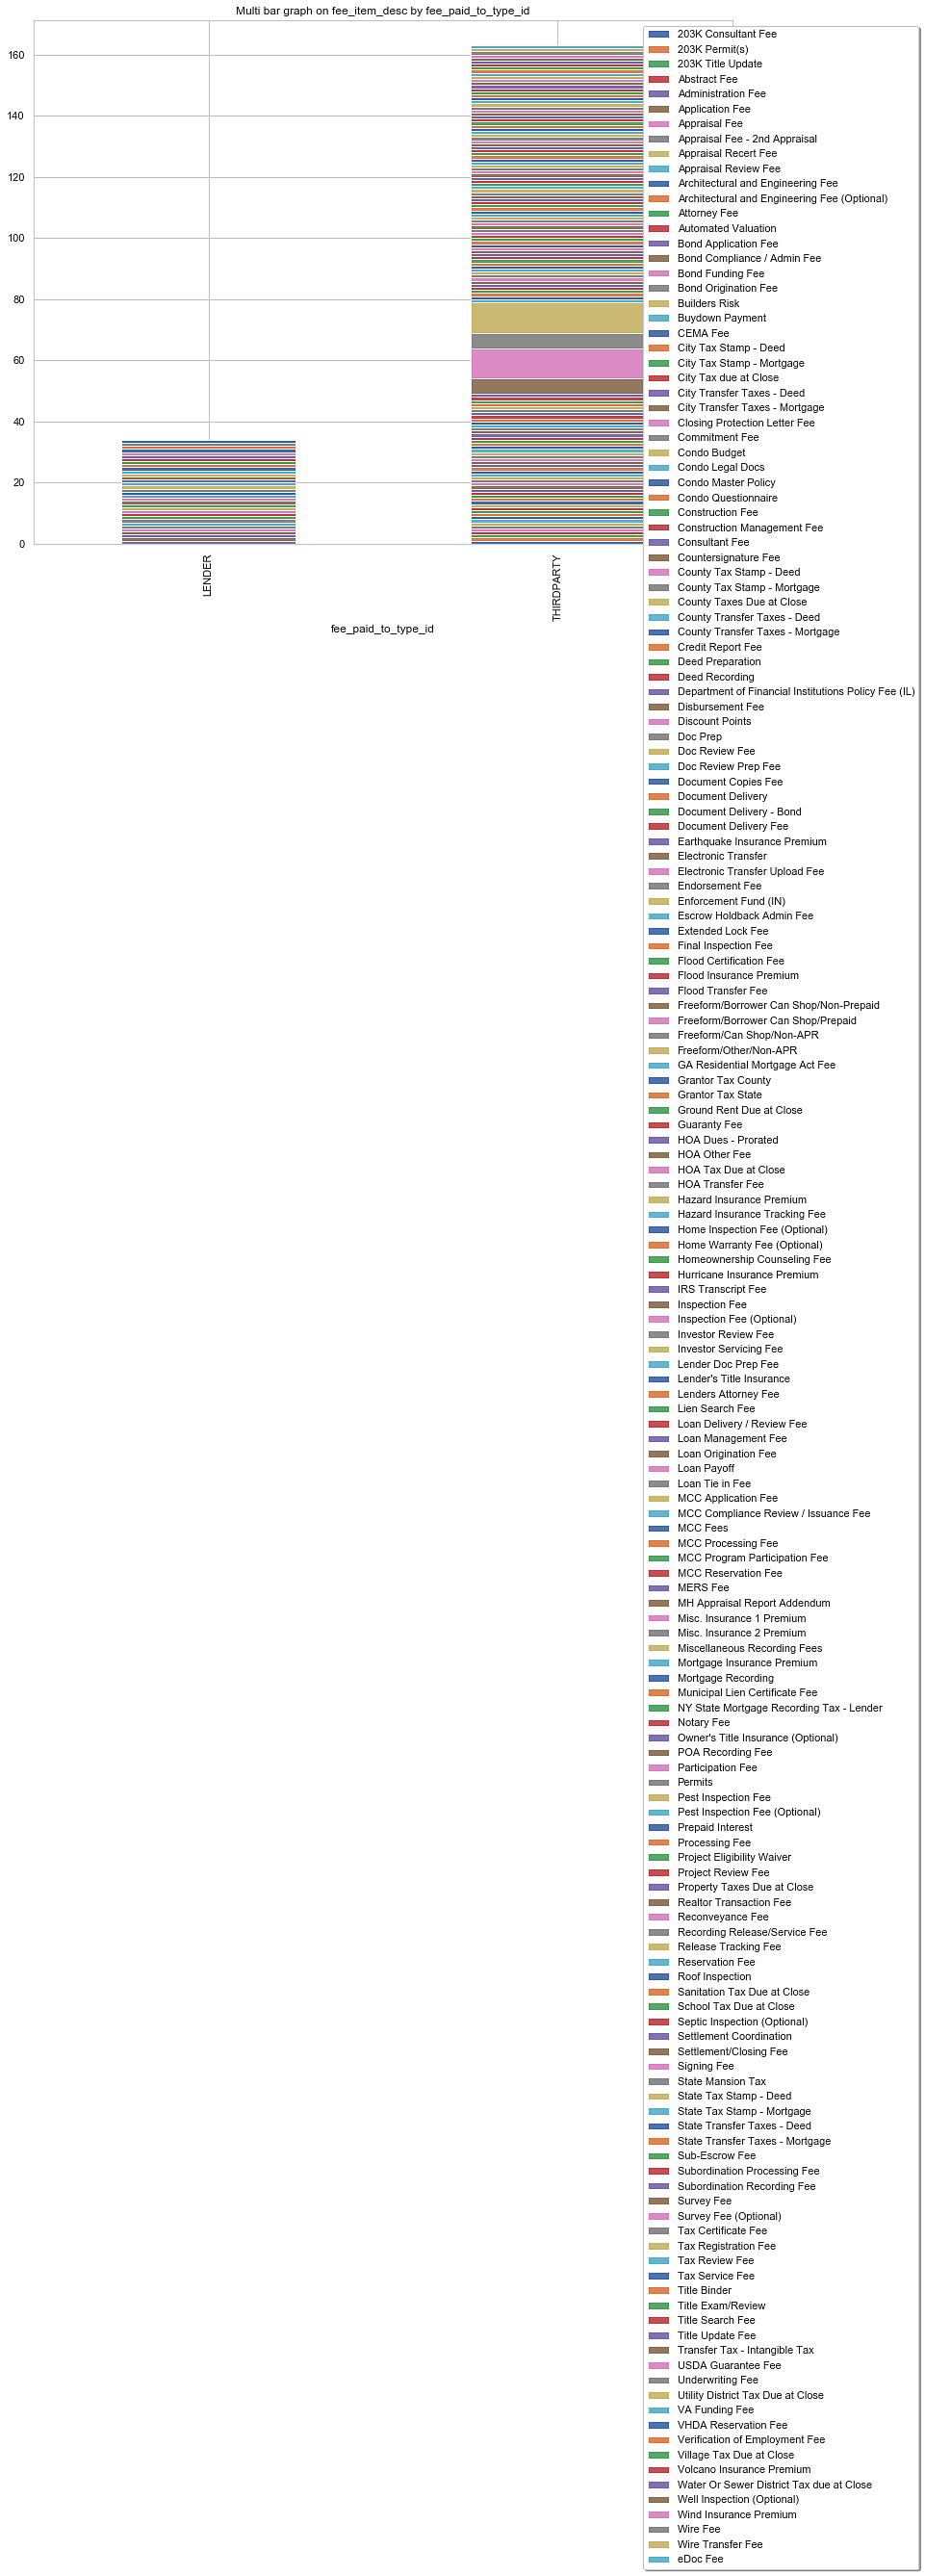 Multi bar graph on fee_item_desc by fee_paid_to_type_id
160
140
120
100
80
60
40
20
0
LENDER
THIRDPARTY
fee_paid_to_type_id
203K Consultant Fee
203K Permit(s)
203K Title Update
Abstract Fee
Administration Fee
Application Fee
Appraisal Fee
Appraisal Fee - 2nd Appraisal
Appraisal Recert Fee
Appraisal Review Fee
Architectural and Engineering Fee
Architectural and Engineering Fee (Optional)
Attorney Fee
Automated Valuation
Bond Application Fee
Bond Compliance / Admin Fee
Bond Funding Fee
Bond Origination Fee
Builders Risk
Buydown Payment
CEMA Fee
City Tax Stamp - Deed
City Tax Stamp - Mortgage
City Tax due at Close
City Transfer Taxes - Deed
City Transfer Taxes - Mortgage
Closing Protection Letter Fee
Commitment Fee
Condo Budget
Condo Legal Docs
Condo Master Policy
Condo Questionnaire
Construction Fee
Construction Management Fee
Consultant Fee
Countersignature Fee
County Tax Stamp - Deed
County Tax Stamp - Mortgage
County Taxes Due at Close
County Transfer Taxes - Deed
County Transfer Taxes - Mortgage
Credit Report Fee
Deed Preparation
Deed Recording
Department of Financial Institutions Policy Fee (IL)
Disbursement Fee
Discount Points
Doc Prep
Doc Review Fee
Doc Review Prep Fee
Document Copies Fee
Document Delivery
Document Delivery - Bond
Document Delivery Fee
Earthquake Insurance Premium
Electronic Transfer
Electronic Transfer Upload Fee
Endorsement Fee
Enforcement Fund (IN)
Escrow Holdback Admin Fee
Extended Lock Fee
Final Inspection Fee
Flood Certification Fee
Flood Insurance Premium
Flood Transfer Fee
Freeform/Borrower Can Shop/Non-Prepaid
Freeform/Borrower Can Shop/Prepaid
Freeform/Can Shop/Non-APR
Freeform/Other/Non-APR
GA Residential Mortgage Act Fee
Grantor Tax County
Grantor Tax State
Ground Rent Due at Close
Guaranty Fee
HOA Dues - Prorated
HOA Other Fee
HOA Tax Due at Close
HOA Transfer Fee
Hazard Insurance Premium
Hazard Insurance Tracking Fee
Home Inspection Fee (Optional)
Home Warranty Fee (Optional)
Homeownership Counseling Fee
Hurricane Insurance Premium
IRS Transcript Fee
Inspection Fee
Inspection Fee (Optional)
Investor Review Fee
Investor Servicing Fee
Lender Doc Prep Fee
Lender's Title Insurance
Lenders Attorney Fee
Lien Search Fee
Loan Delivery / Review Fee
Loan Management Fee
Loan Origination Fee
Loan Payoff
Loan Tie in Fee
MCC Application Fee
MCC Compliance Review / Issuance Fee
MCC Fees
MCC Processing Fee
MCC Program Participation Fee
MCC Reservation Fee
MERS Fee
MH Appraisal Report Addendum
Misc. Insurance 1 Premium
Misc. Insurance 2 Premium
Miscellaneous Recording Fees
Mortgage Insurance Premium
Mortgage Recording
Municipal Lien Certificate Fee
NY State Mortgage Recording Tax - Lender
Notary Fee
Owner's Title Insurance (Optional)
POA Recording Fee
Participation Fee
Permits
Pest Inspection Fee
Pest Inspection Fee (Optional)
Prepaid Interest
Processing Fee
Project Eligibility Waiver
Project Review Fee
Property Taxes Due at Close
Realtor Transaction Fee
Reconveyance Fee
Recording Release/Service Fee
Release Tracking Fee
Reservation Fee
Roof Inspection
Sanitation Tax Due at Close
School Tax Due at Close
Septic Inspection (Optional)
Settlement Coordination
Settlement/Closing Fee
Signing Fee
State Mansion Tax
State Tax Stamp - Deed
State Tax Stamp - Mortgage
State Transfer Taxes - Deed
State Transfer Taxes - Mortgage
Sub-Escrow Fee
Subordination Processing Fee
Subordination Recording Fee
Survey Fee
Survey Fee (Optional)
Tax Certificate Fee
Tax Registration Fee
Tax Review Fee
Tax Service Fee
Title Binder
Title Exam/Review
Title Search Fee
Title Update Fee
Transfer Tax - Intangible Tax
USDA Guarantee Fee
Underwriting Fee
Utility District Tax Due at Close
VA Funding Fee
VHDA Reservation Fee
Verification of Employment Fee
Village Tax Due at Close
Volcano Insurance Premium
Water Or Sewer District Tax due at Close
Well Inspection (Optional)
Wind Insurance Premium
Wire Fee
Wire Transfer Fee
eDoc Fee